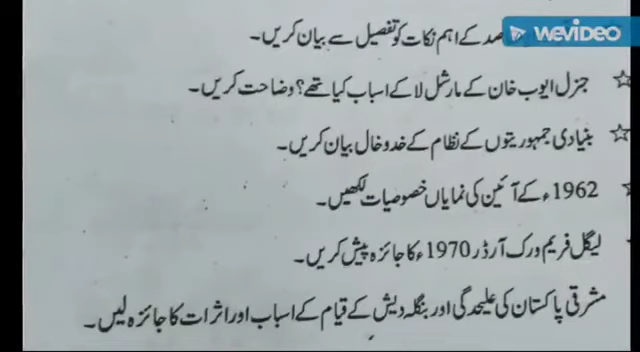 WEVIDEO
صد کے اہم نکات کو تفصیل سے بیان کریں۔
جنرل ایوب خان کے مارشل لا کے اسباب کیا تھے؟ وضاحت کریں۔
بنیادی جمہوریتوں کے نظام کے خدوخال بیان کریں۔
1962ء کے آئین کی نمایاں خصوصیات لکھیں۔
لیگل فریم ورک آرڈر 1970ء کا جائزہ پیش کریں۔
مشرقی پاکستان کی علیحدگی اور بنگلہ دیش کے قیام کے اسباب اور اثرات کا جائزہ لیں۔